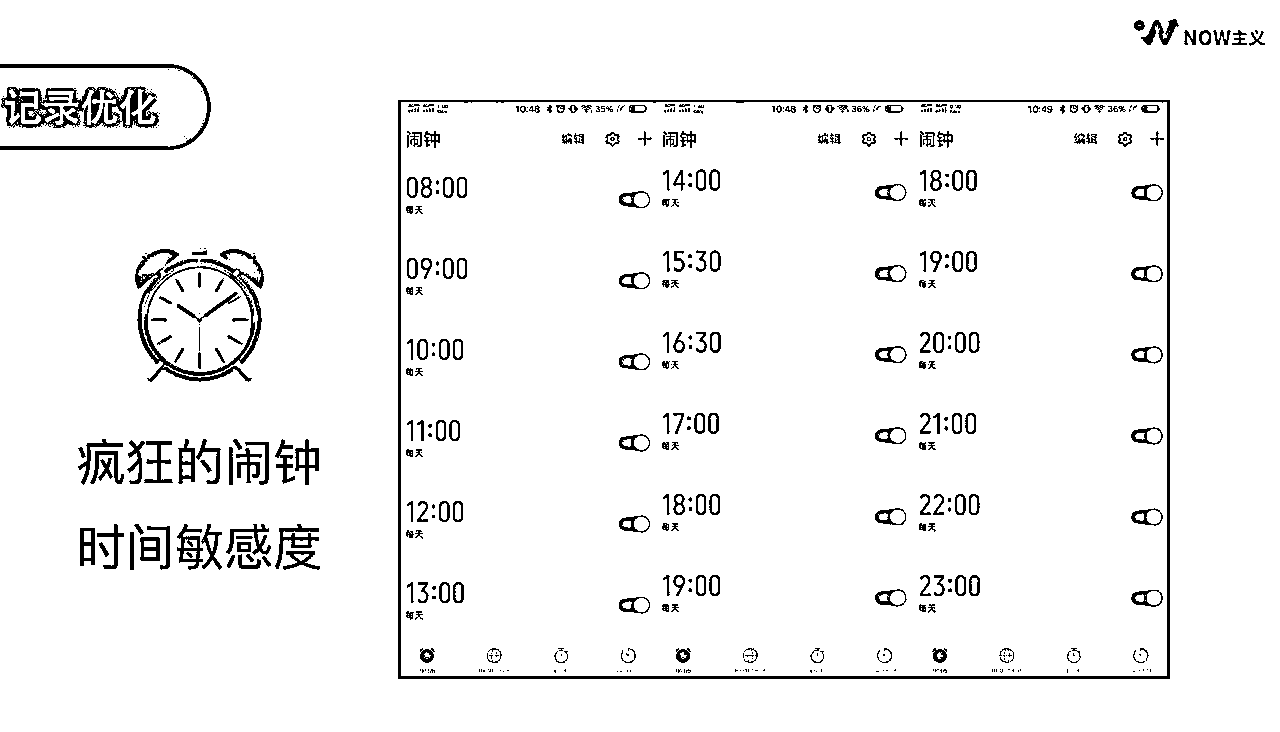 NOW主义
记录优化
疯狂的闹钟
时间敏感度
10:48 35%
闹钟 编辑
08:00
每天
09:00
每天
10:00
每天
11:00
每天
12:00
每天
13:00
每天
10:48 36%
闹钟 编辑
14:00
每天
15:30
每天
16:30
每天
17:00
每天
18:00
每天
19:00
每天
10:49 36%
闹钟 编辑
18:00
每天
19:00
每天
20:00
每天
21:00
每天
22:00
每天
23:00
每天